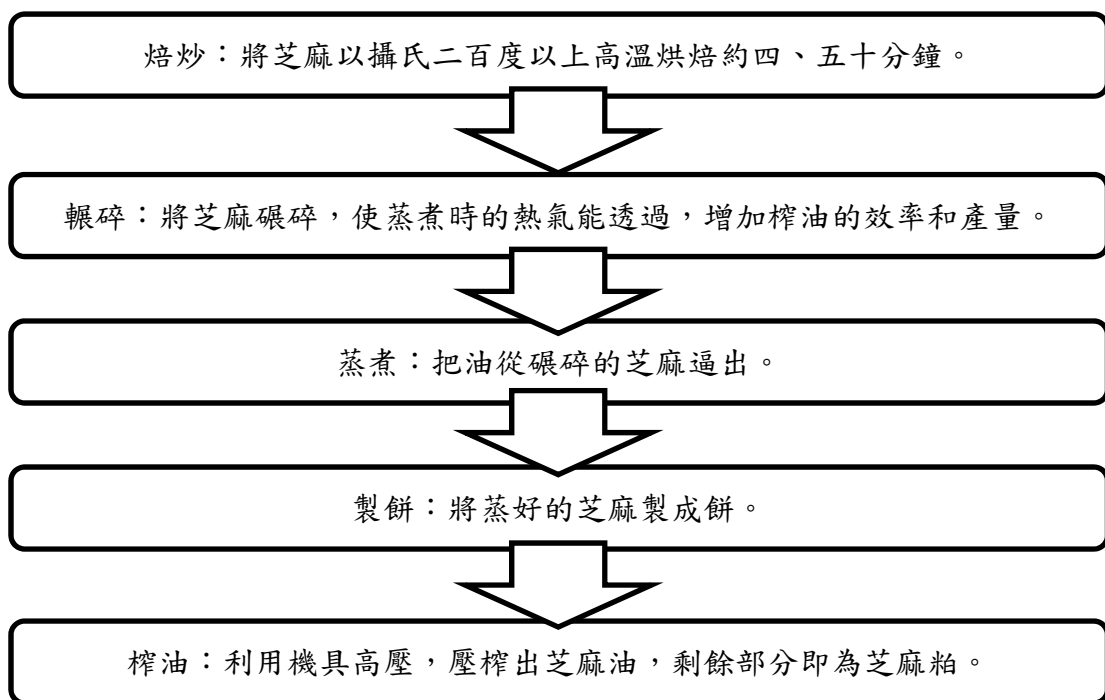 焙炒：將芝麻以攝氏二百度以上高溫烘焙約四、五十分鐘。
輾碎：將芝麻碾碎，使蒸煮時的熱氣能透過，增加榨油的效率和產量。
蒸煮：把油從碾碎的芝麻逼出。
製餅：將蒸好的芝麻製成餅。
榨油：利用機具高壓，壓榨出芝麻油，剩餘部分即為芝麻粕。